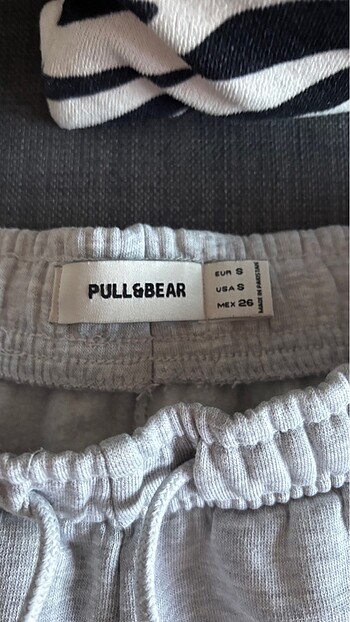 PULL&BEAR
EUR S
USA S
MEX 26
MADE IN PAKISTAN